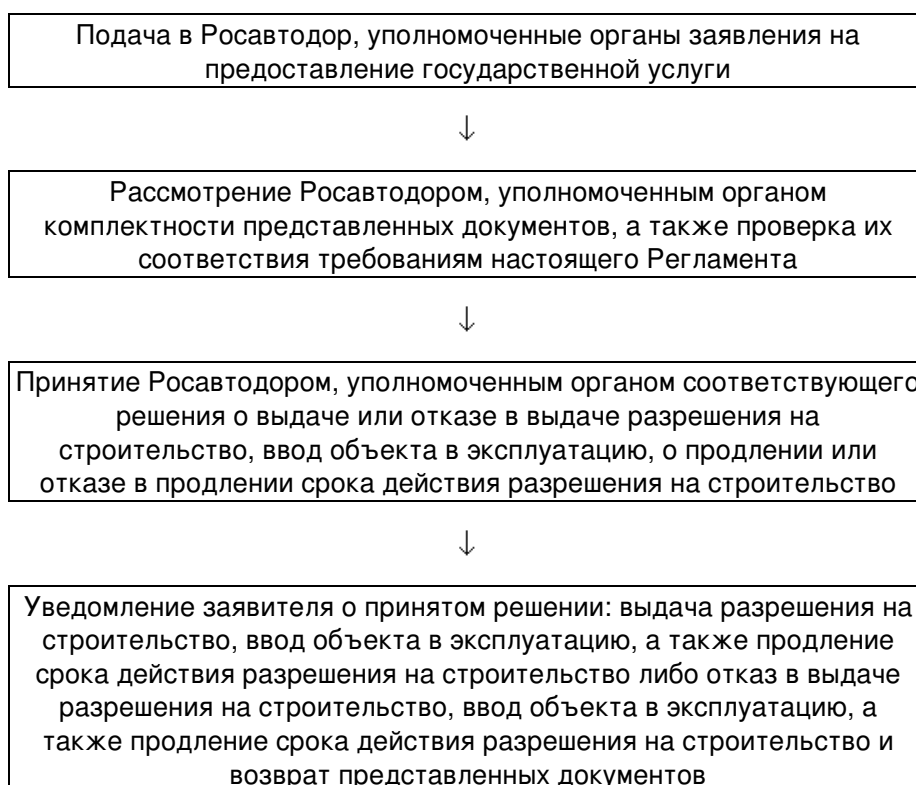 Подача в Росавтодор, уполномоченные органы заявления на
предоставление государственной услуги
↓
Рассмотрение Росавтодором, уполномоченным органом
комплектности представленных документов, а также проверка их
соответствия требованиям настоящего Регламента
↓
Принятие Росавтодором, уполномоченным органом соответствующего
решения о выдаче или отказе в выдаче разрешения на
строительство, ввод объекта в эксплуатацию, о продлении или
отказе в продлении срока действия разрешения на строительство
↓
Уведомление заявителя о принятом решении: выдача разрешения на
строительство, ввод объекта в эксплуатацию, а также продление
срока действия разрешения на строительство либо отказ в выдаче
разрешения на строительство, ввод объекта в эксплуатацию, а
также продление срока действия разрешения на строительство и
возврат представленных документов